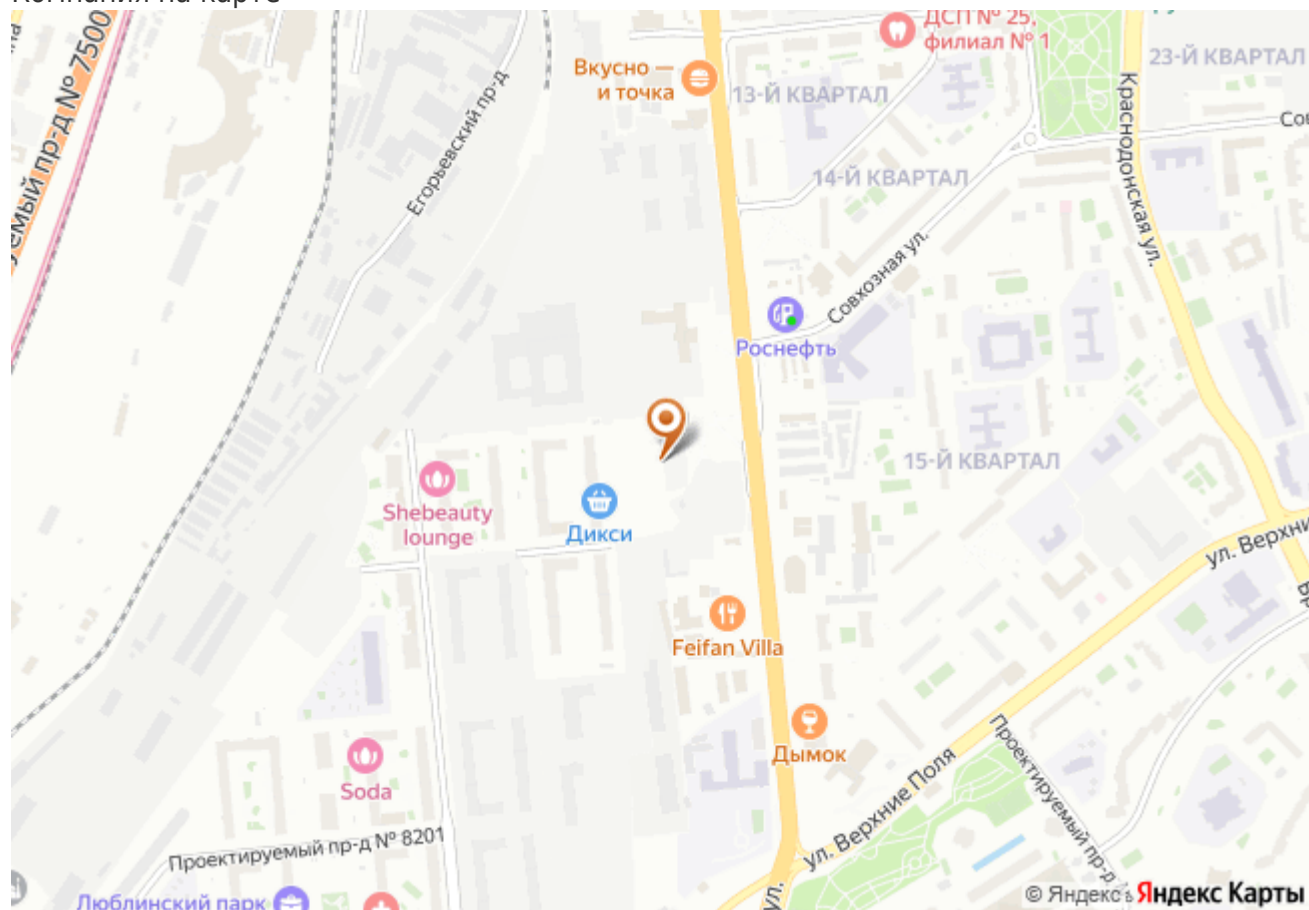 ДСП № 25,
филиал № 1
23-Й КВАРТАЛ
Вкусно —
и точка
13-Й КВАРТАЛ
Егорьевский пр-д
Краснодонская ул.
14-Й КВАРТАЛ
Совхозная ул.
Роснефть
15-Й КВАРТАЛ
Shebeauty
lounge
Дикси
ул. Верхни
Feifan Villa
Дымок
Soda
ул. Верхние Поля
Проектируемый пр-д
Проектируемый пр-д № 8201
Люблинский парк
ул.
© Яндекс Яндекс Карты